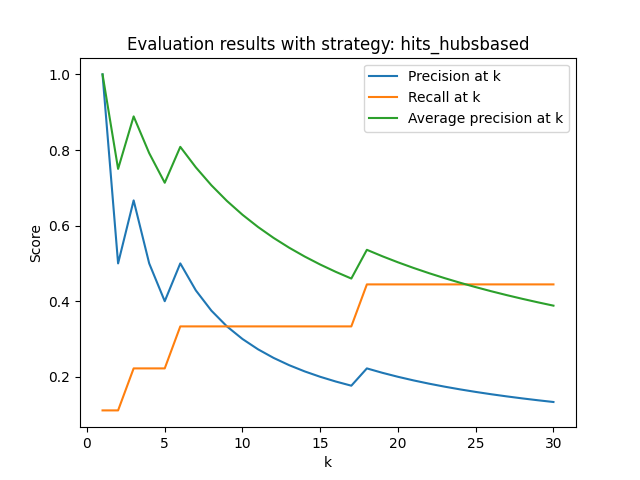 Evaluation results with strategy: hits_hubsbased
Precision at k
Recall at k
Average precision at k
Score
1.0
0.8
0.6
0.4
0.2
0 5 10 15 20 25 30
k